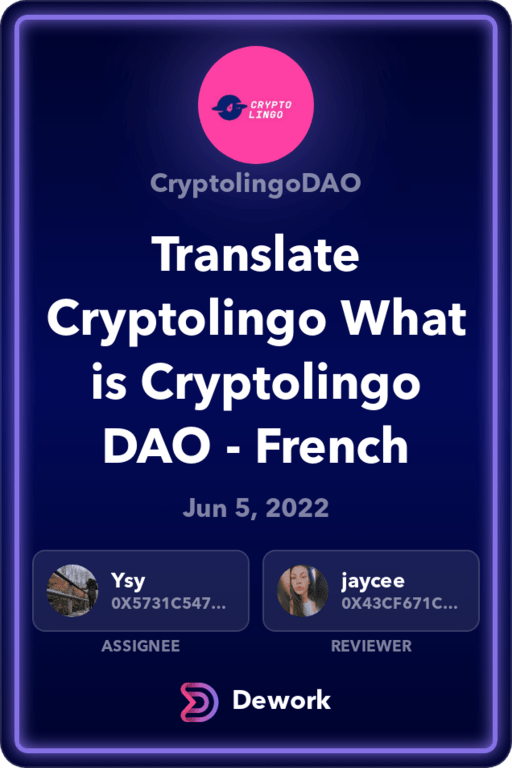 CRYPTO
LINGO
CryptolingoDAO
Translate
Cryptolingo What
is Cryptolingo
DAO - French
Jun 5, 2022
Ysy
0X5731C547...
jaycee
0X43CF671C...
ASSIGNEE
REVIEWER
Dework